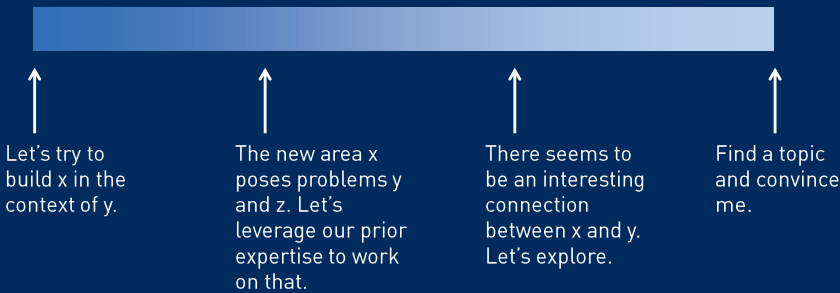 Let’s try to
build x in the
context of y.
The new area x
poses problems y
and z. Let’s
leverage our prior
expertise to work
on that.
There seems to
be an interesting
connection
between x and y.
Let’s explore.
Find a topic
and convince
me.